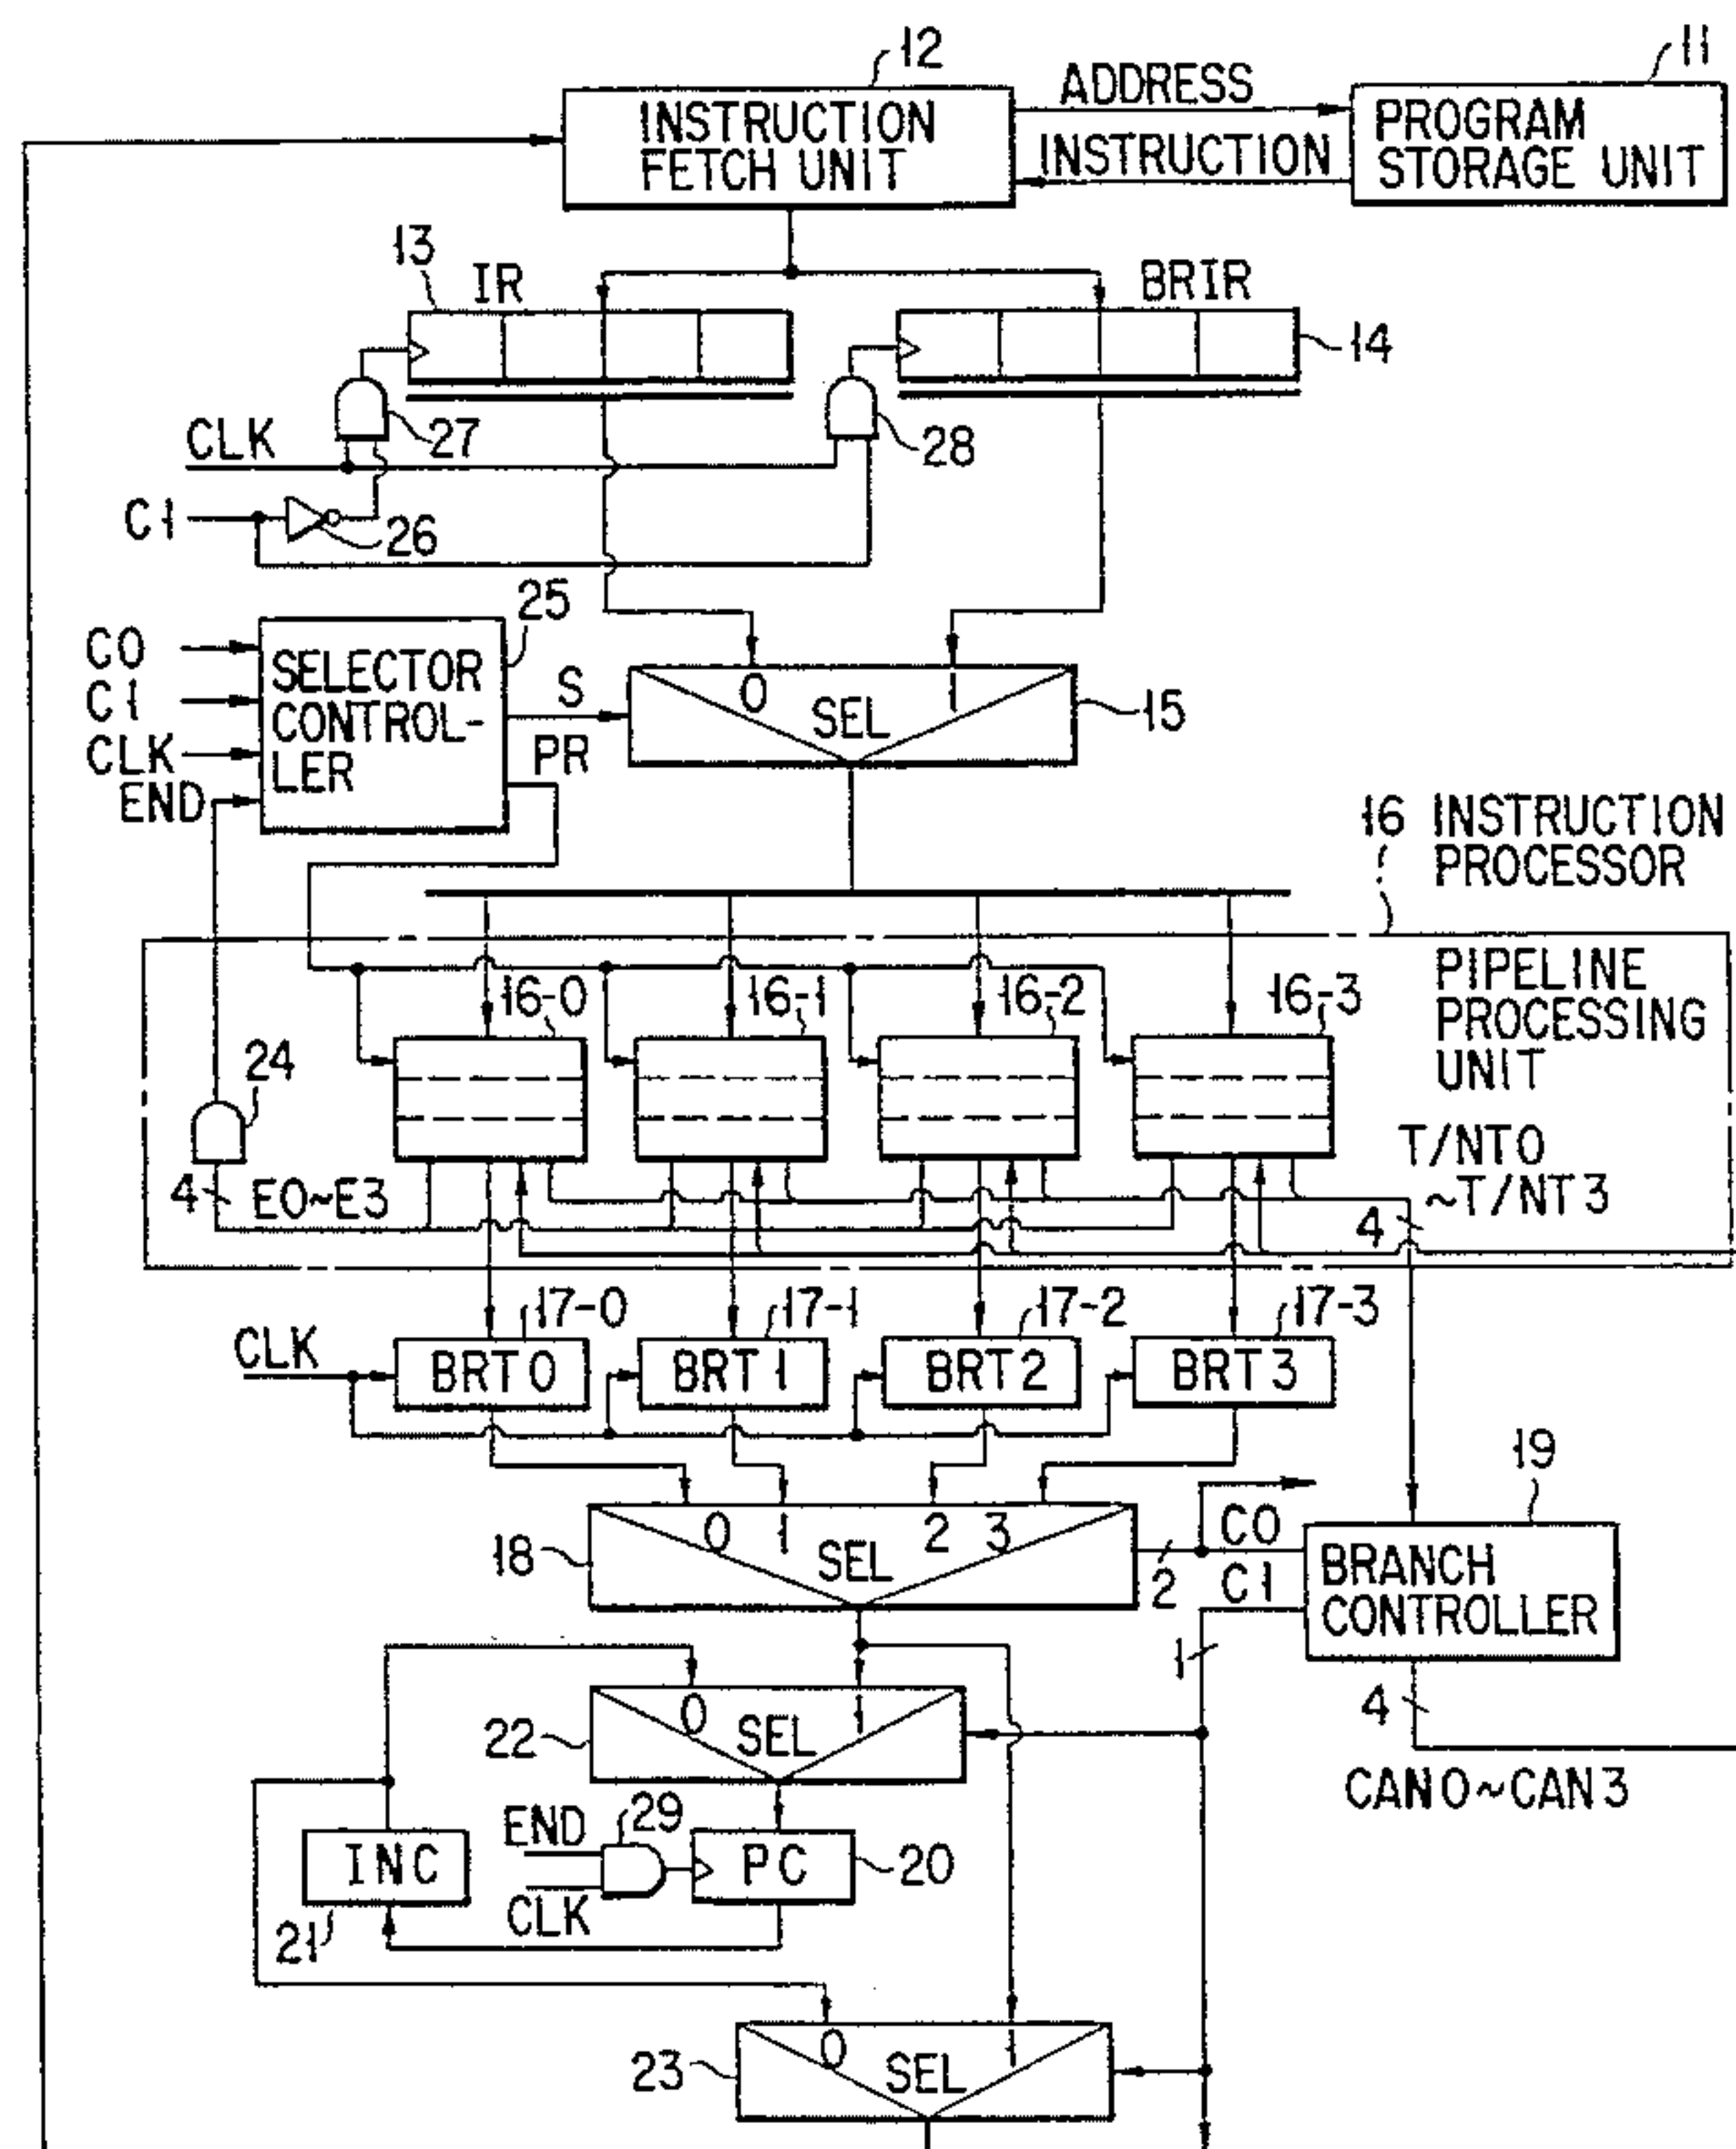 12
11
ADDRESS
INSTRUCTION
FETCH UNIT
INSTRUCTION
PROGRAM
STORAGE UNIT
13
IR
BRIR
14
CLK
27
28
C1
26
25
C0
C1
CLK
END
SELECTOR
CONTROL-
LER
S
PR
0
1
SEL
15
16 INSTRUCTION
PROCESSOR
PIPELINE
PROCESSING
UNIT
16-0
16-1
16-2
16-3
24
4
E0~E3
T/NT0
~T/NT3
4
17-0
17-1
17-2
17-3
CLK
BRT0
BRT1
BRT2
BRT3
18
0
1
2
3
SEL
2
C0
C1
19
BRANCH
CONTROLLER
1
4
CAN0~CAN3
22
0
1
SEL
END
29
CLK
PC
20
INC
21
23
0
1
SEL